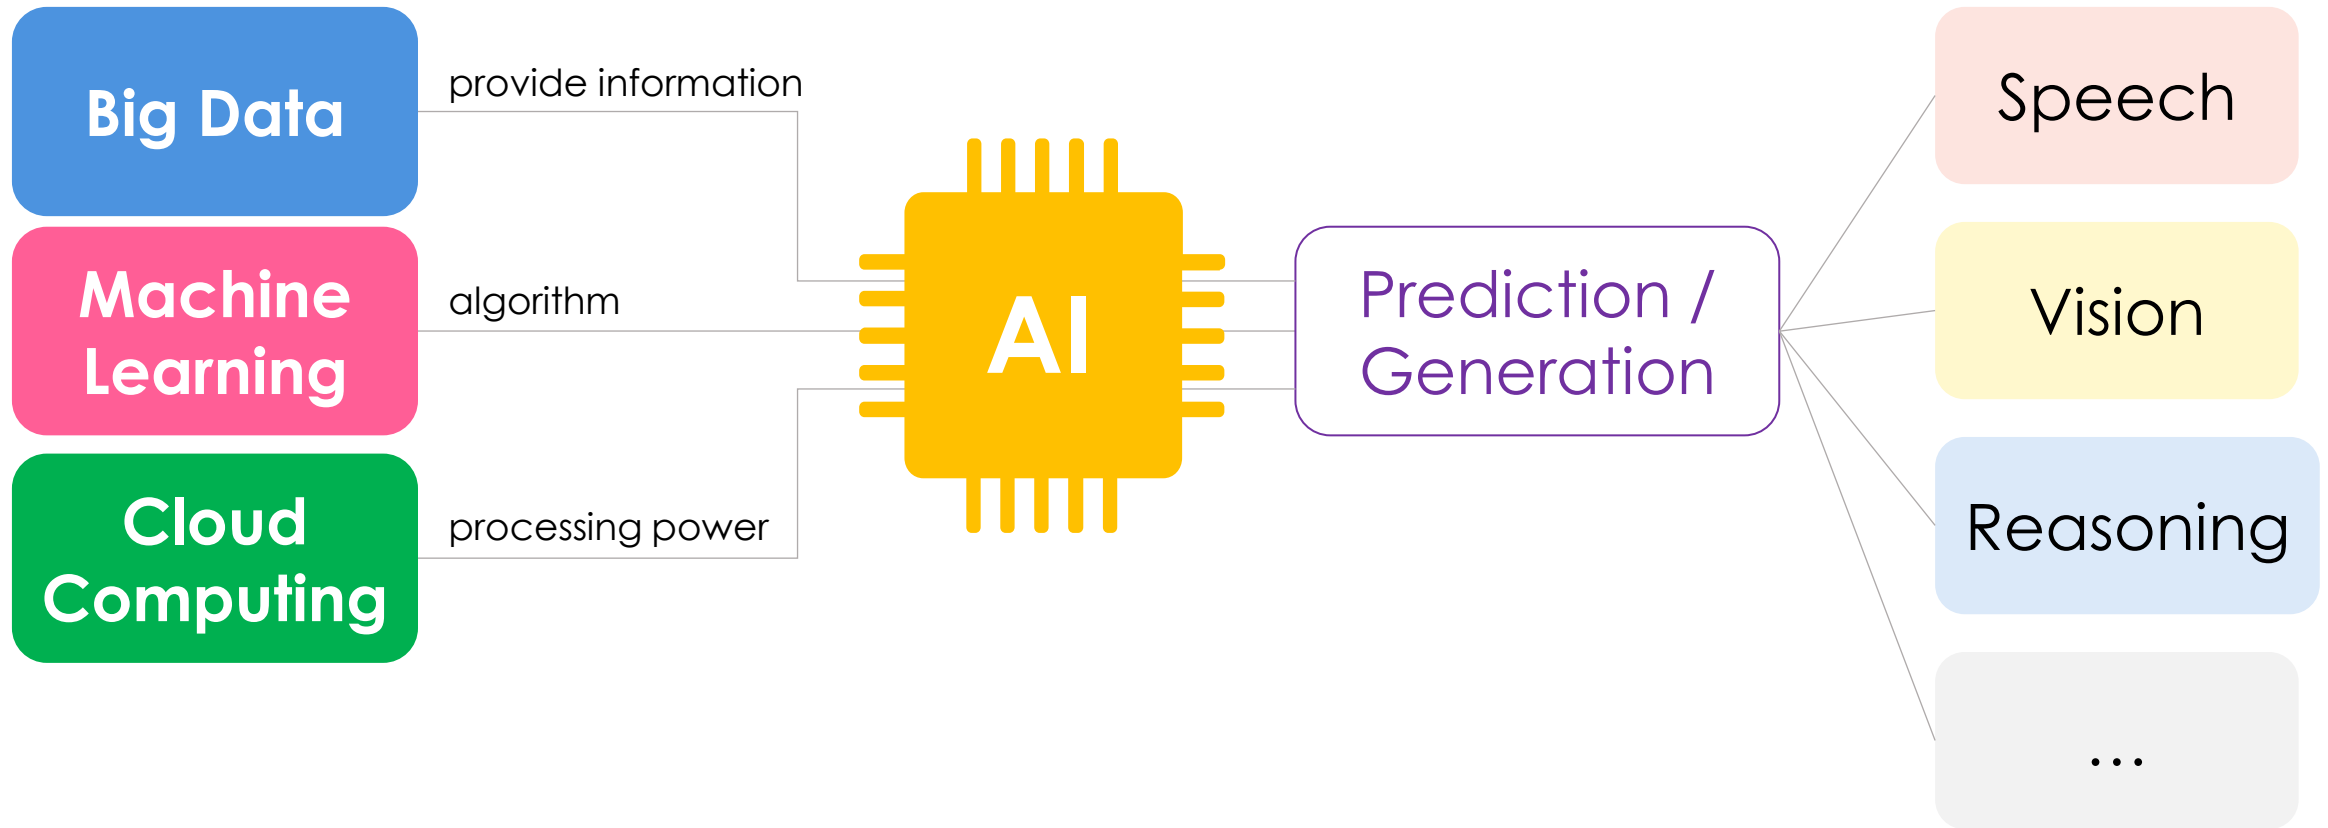 Big Data
provide information
Machine
Learning
algorithm
Cloud
Computing
processing power
AI
Prediction /
Generation
Speech
Vision
Reasoning
...